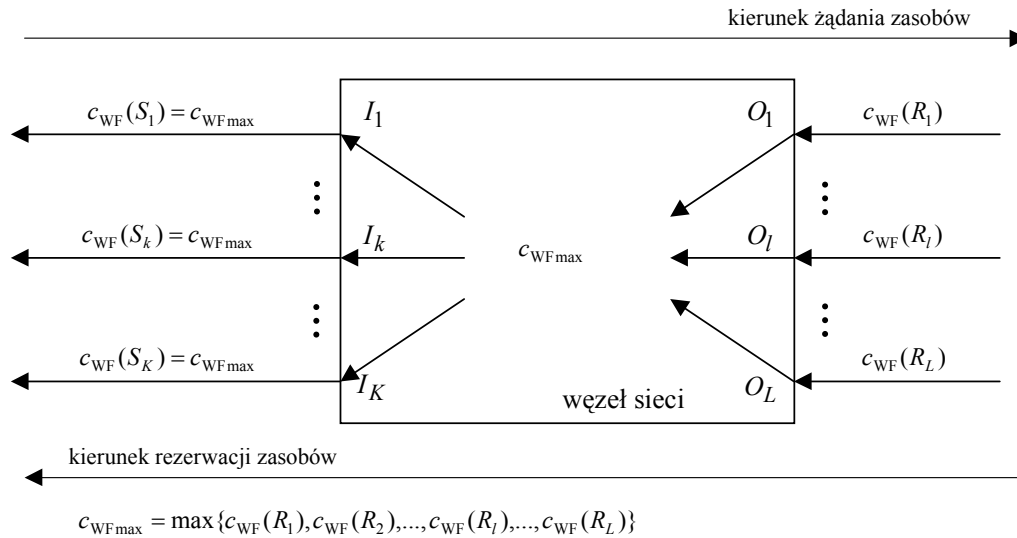 kierunek żądania zasobów
c_WF(S_1) = c_WFmax I_1 O_1 c_WF(R_1)
c_WF(S_k) = c_WFmax I_k c_WFmax O_l c_WF(R_l)
c_WF(S_K) = c_WFmax I_K O_L c_WF(R_L)
węzeł sieci
kierunek rezerwacji zasobów
c_WFmax = max{c_WF(R_1), c_WF(R_2),..., c_WF(R_l),..., c_WF(R_L)}